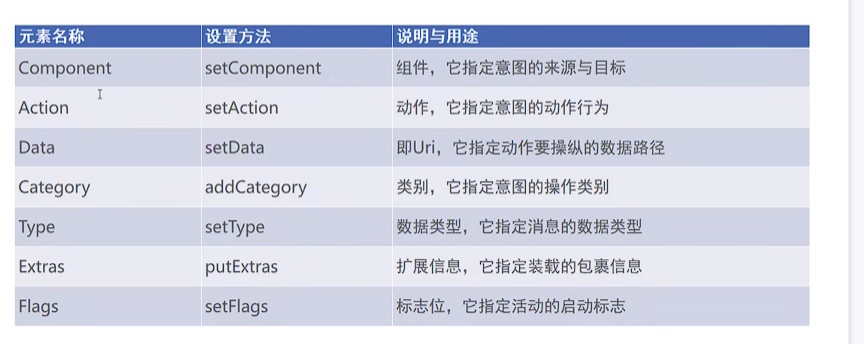 元素名称 设置方法 说明与用途
Component setComponent 组件，它指定意图的来源与目标
Action setAction 动作，它指定意图的动作行为
Data setData 即Uri，它指定动作要操纵的数据路径
Category addCategory 类别，它指定意图的操作类别
Type setType 数据类型，它指定消息的数据类型
Extras putExtras 扩展信息，它指定装载的包裹信息
Flags setFlags 标志位，它指定活动的启动标志